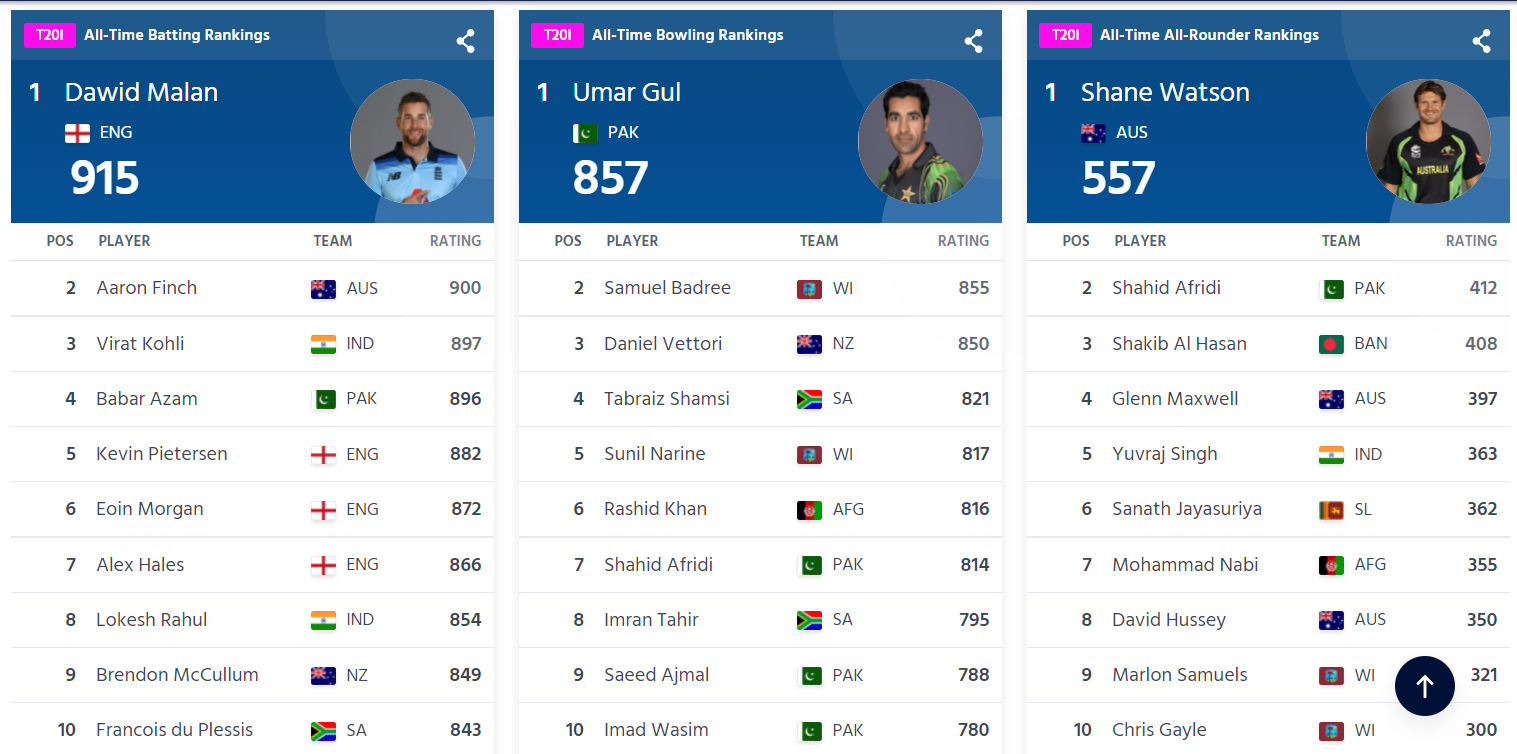 T20I All-Time Batting Rankings
1 Dawid Malan
ENG
915
POS PLAYER TEAM RATING
2 Aaron Finch AUS 900
3 Virat Kohli IND 897
4 Babar Azam PAK 896
5 Kevin Pietersen ENG 882
6 Eoin Morgan ENG 872
7 Alex Hales ENG 866
8 Lokesh Rahul IND 854
9 Brendon McCullum NZ 849
10 Francois du Plessis SA 843
T20I All-Time Bowling Rankings
1 Umar Gul
PAK
857
POS PLAYER TEAM RATING
2 Samuel Badree WI 855
3 Daniel Vettori NZ 850
4 Tabraiz Shamsi SA 821
5 Sunil Narine WI 817
6 Rashid Khan AFG 816
7 Shahid Afridi PAK 814
8 Imran Tahir SA 795
9 Saeed Ajmal PAK 788
10 Imad Wasim PAK 780
T20I All-Time All-Rounder Rankings
1 Shane Watson
AUS
557
AUSTRALIA
POS PLAYER TEAM RATING
2 Shahid Afridi PAK 412
3 Shakib Al Hasan BAN 408
4 Glenn Maxwell AUS 397
5 Yuvraj Singh IND 363
6 Sanath Jayasuriya SL 362
7 Mohammad Nabi AFG 355
8 David Hussey AUS 350
9 Marlon Samuels WI 321
10 Chris Gayle WI 300